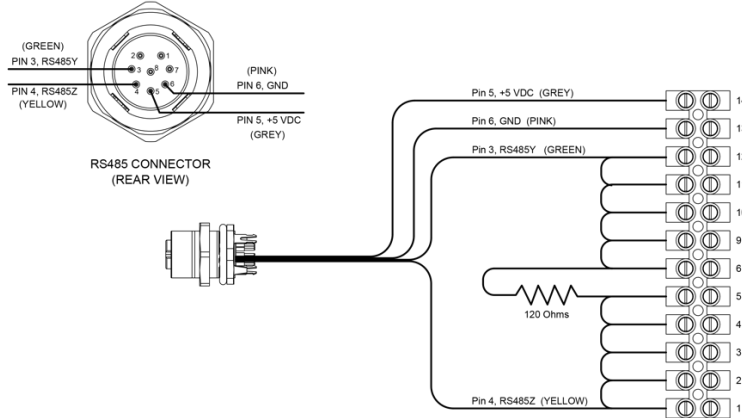 (GREEN)
PIN 3, RS485Y
PIN 4, RS485Z
(YELLOW)
2
1
3
8
7
4
5
6
(PINK)
PIN 6, GND
PIN 5, +5 VDC
(GREY)
RS485 CONNECTOR
(REAR VIEW)
Pin 5, +5 VDC (GREY)
Pin 6, GND (PINK)
Pin 3, RS485Y (GREEN)
9
6
5
120 Ohms
4
3
2
Pin 4, RS485Z (YELLOW)
1